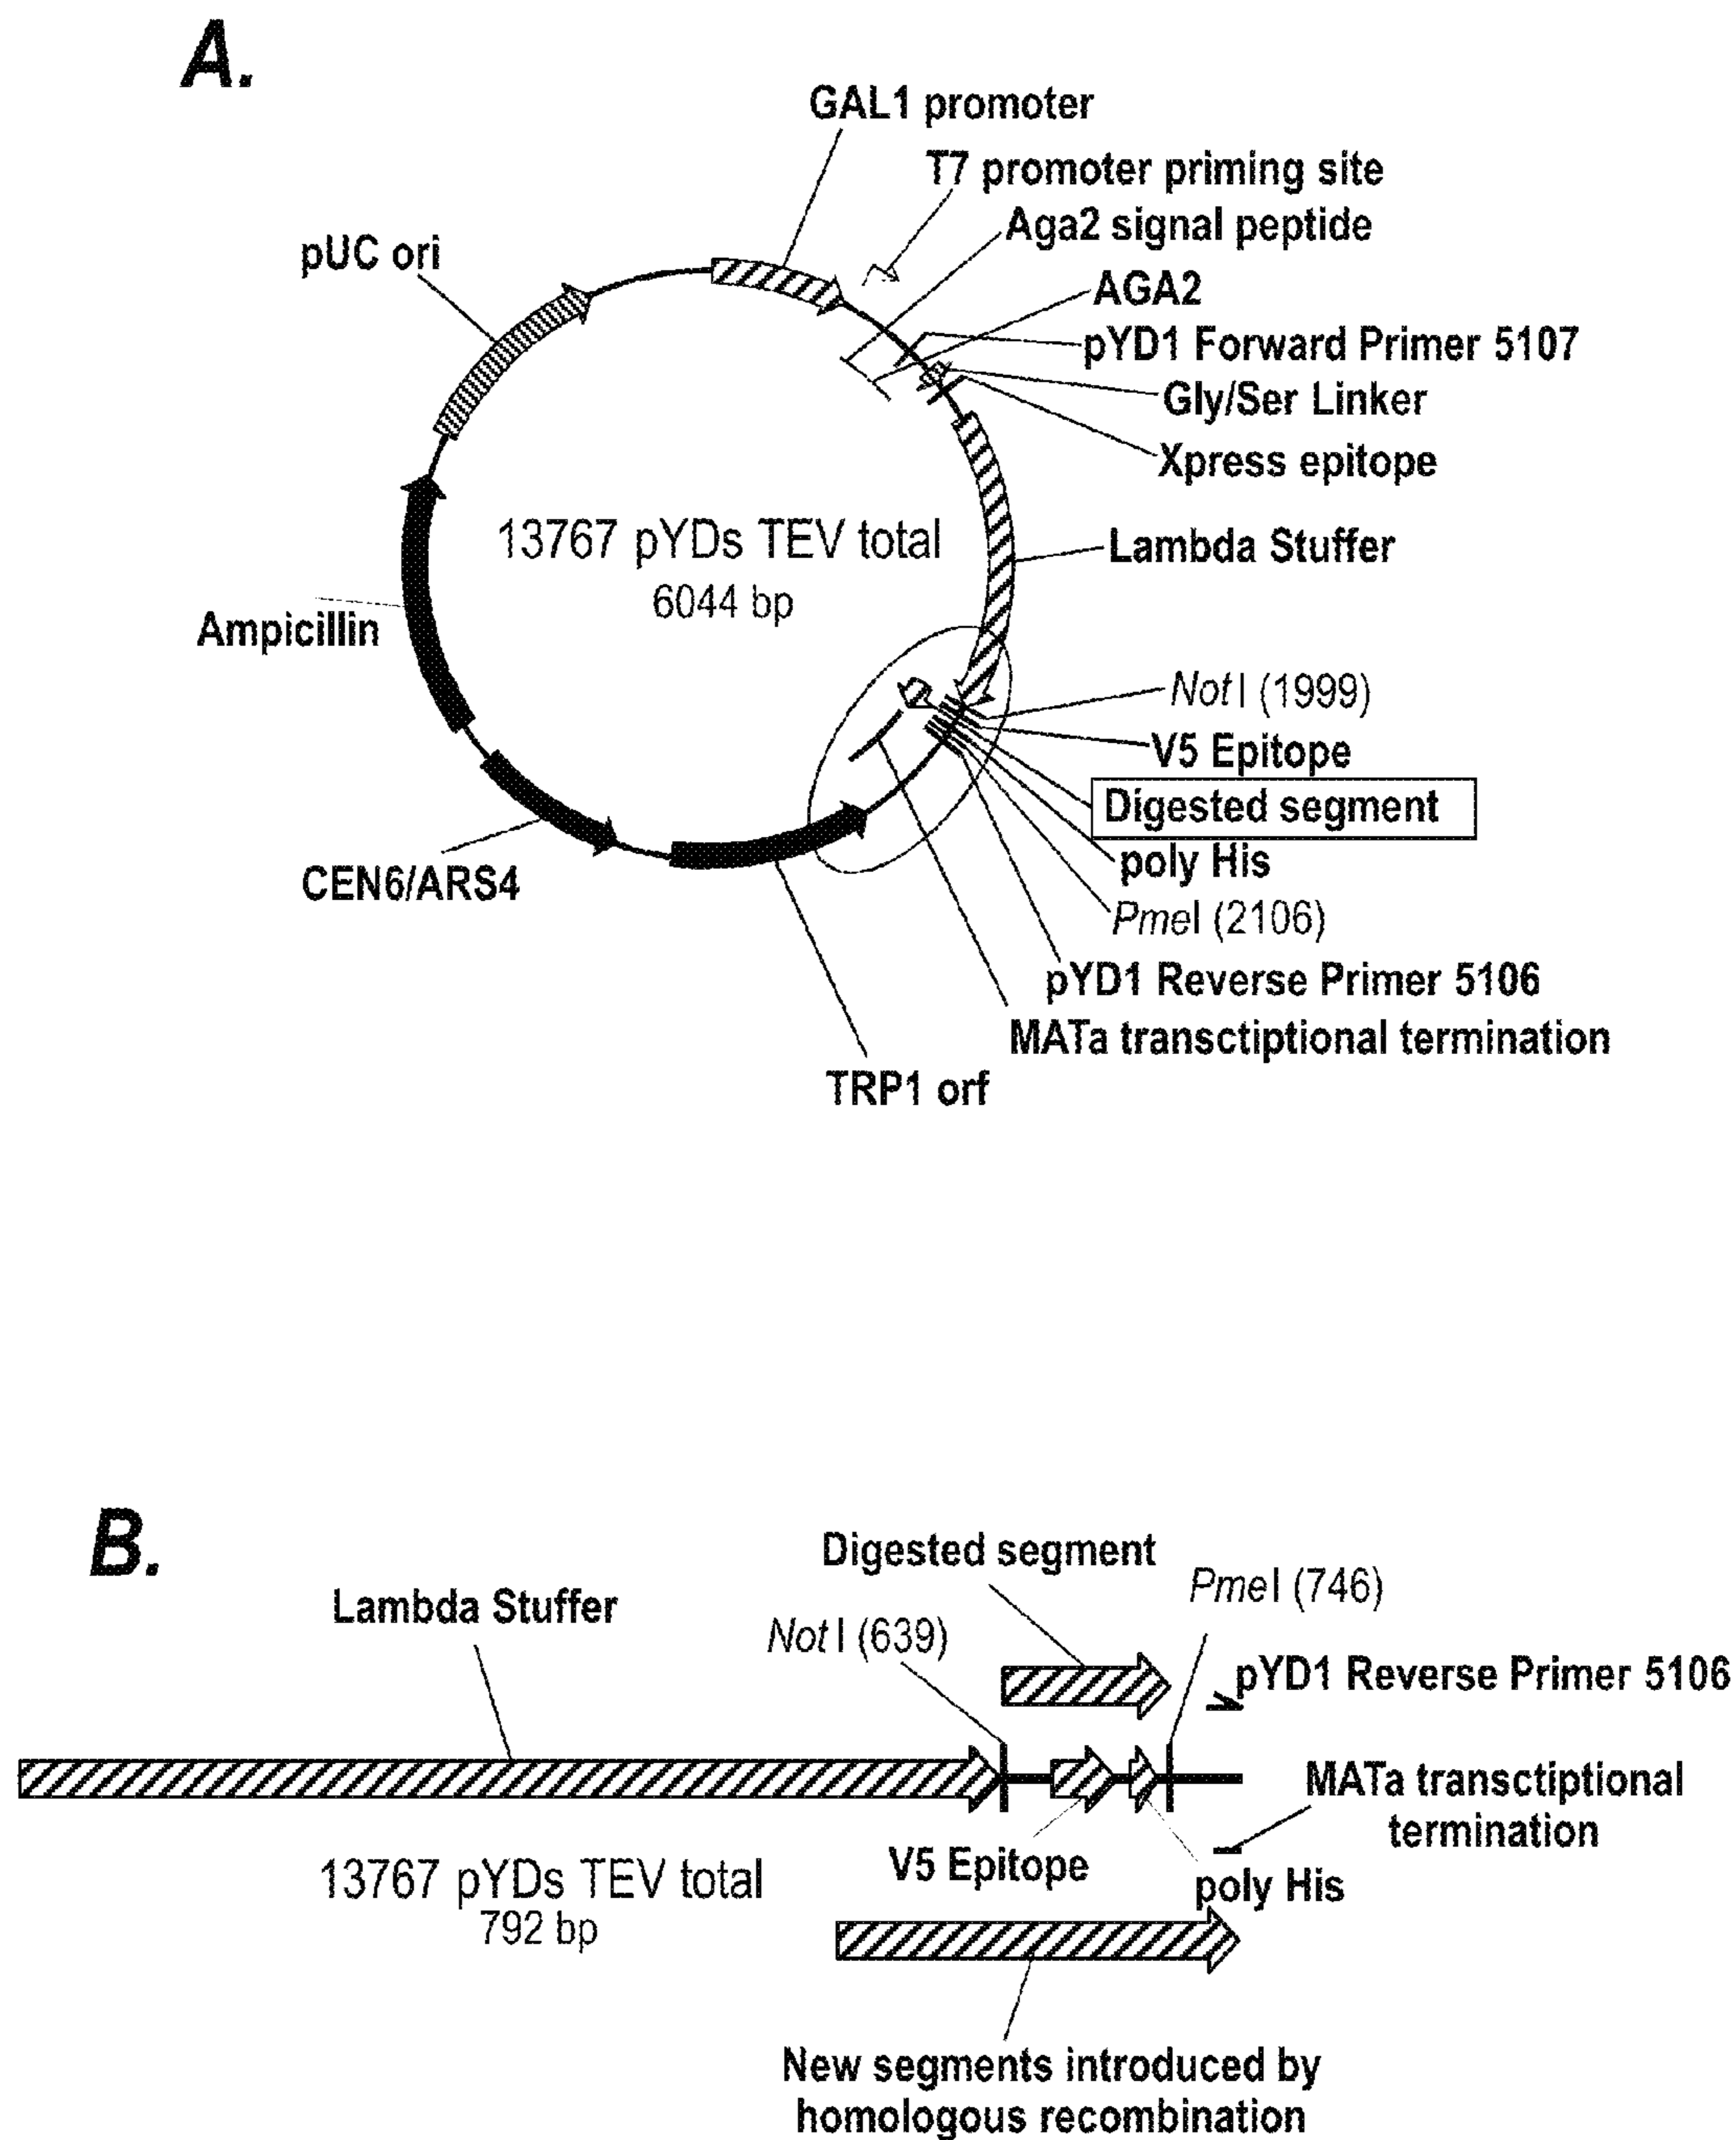 A.
GAL1 promoter
T7 promoter priming site
Aga2 signal peptide
pUC ori
AGA2
pYD1 Forward Primer 5107
Gly/Ser Linker
Xpress epitope
13767 pYDs TEV total
6044 bp
Lambda Stuffer
Ampicillin
NotI (1999)
V5 Epitope
Digested segment
poly His
CEN6/ARS4
PmeI (2106)
pYD1 Reverse Primer 5106
MATa transctiptional termination
TRP1 orf
B.
Digested segment
PmeI (746)
Lambda Stuffer
NotI (639)
pYD1 Reverse Primer 5106
MATa transctiptional
termination
V5 Epitope
poly His
13767 pYDs TEV total
792 bp
New segments introduced by
homologous recombination